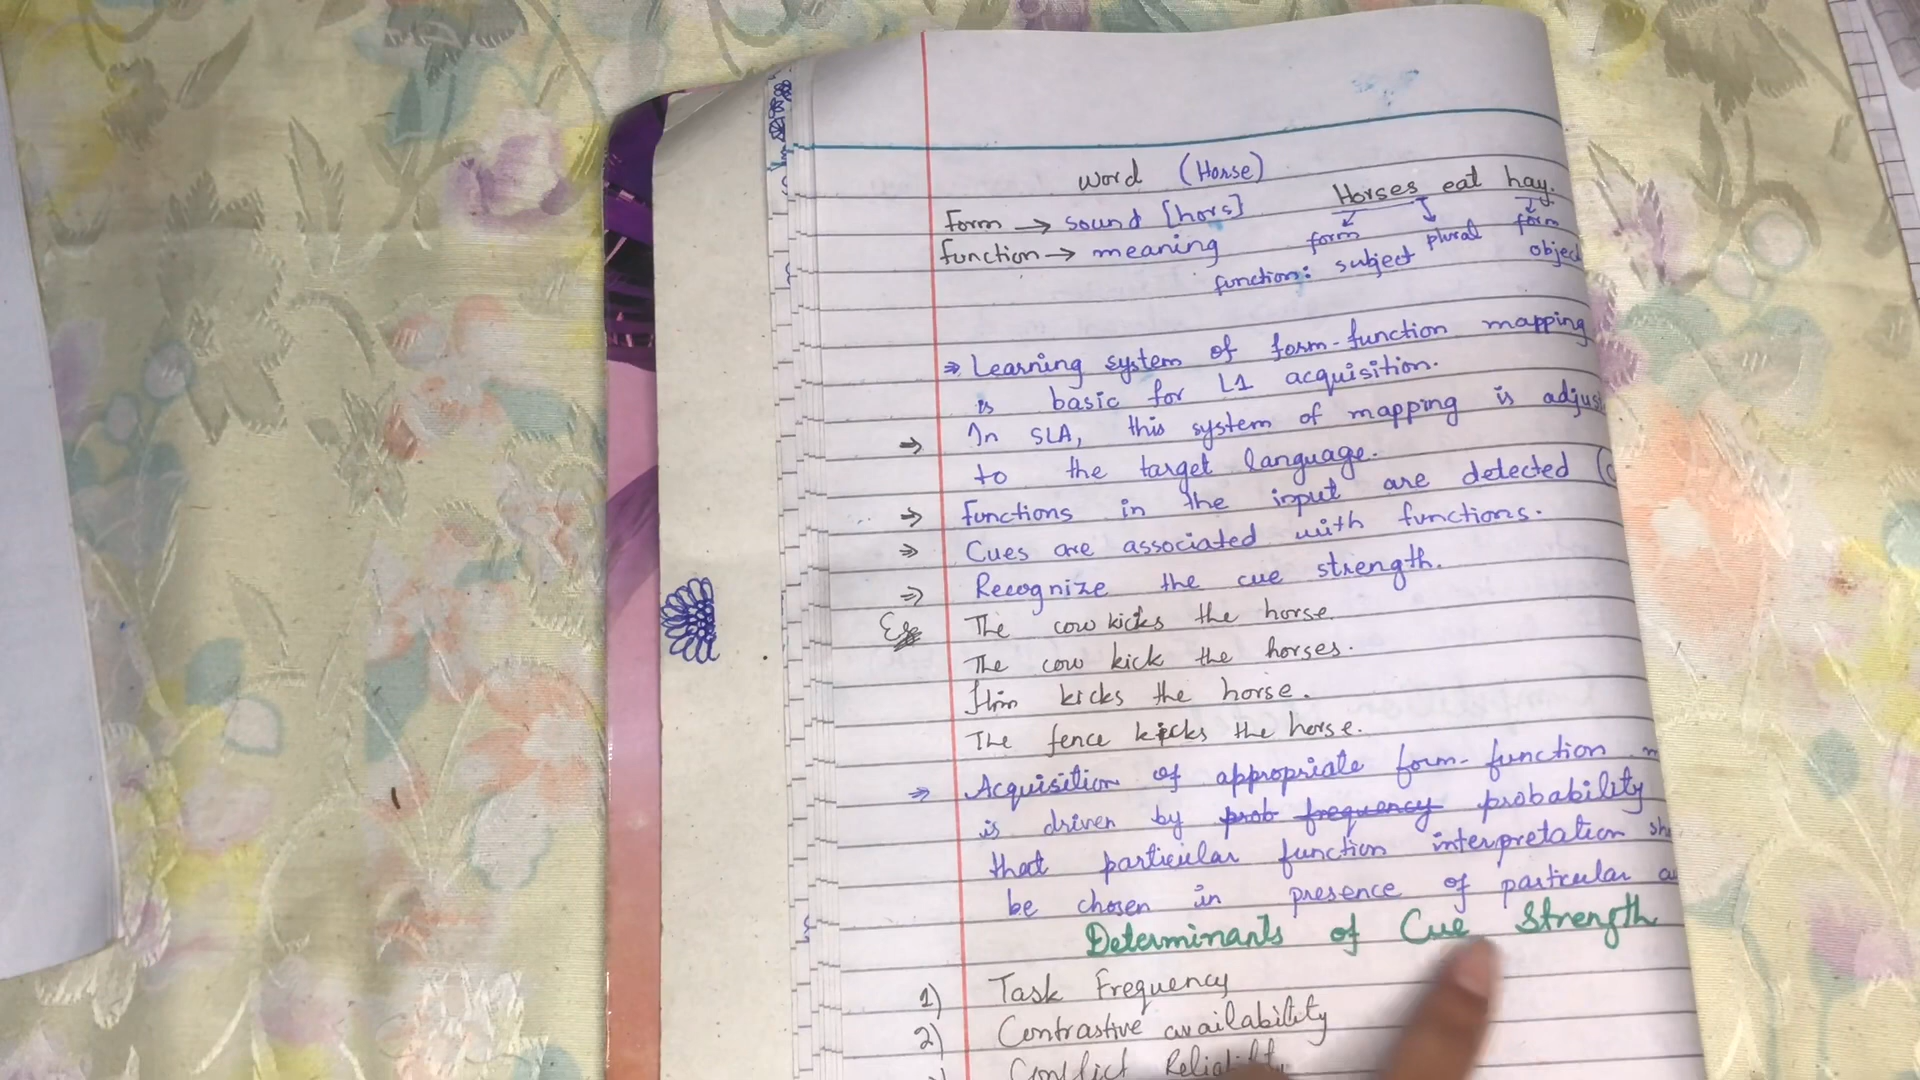 word (Horse)
Form → sound [hors]
Horses eat hay.
function → meaning
form plural form
function: subject object
⇒ Learning system of form-function mapping
is basic for L1 acquisition.
⇒ In SLA, this system of mapping is adjus
to the target language.
⇒ Functions in the input are detected (
⇒ Cues are associated with functions.
⇒ Recognize the cue strength.
Eg The cow kicks the horse.
The cow kick the horses.
Him kicks the horse.
The fence kicks the horse.
⇒ Acquisition of appropriate form-function m
is driven by prob frequency probability
that particular function interpretation sh
be chosen in presence of particular
Determinants of Cue Strength
1) Task Frequency
2) Contrastive availability
Conflict Reliabilit